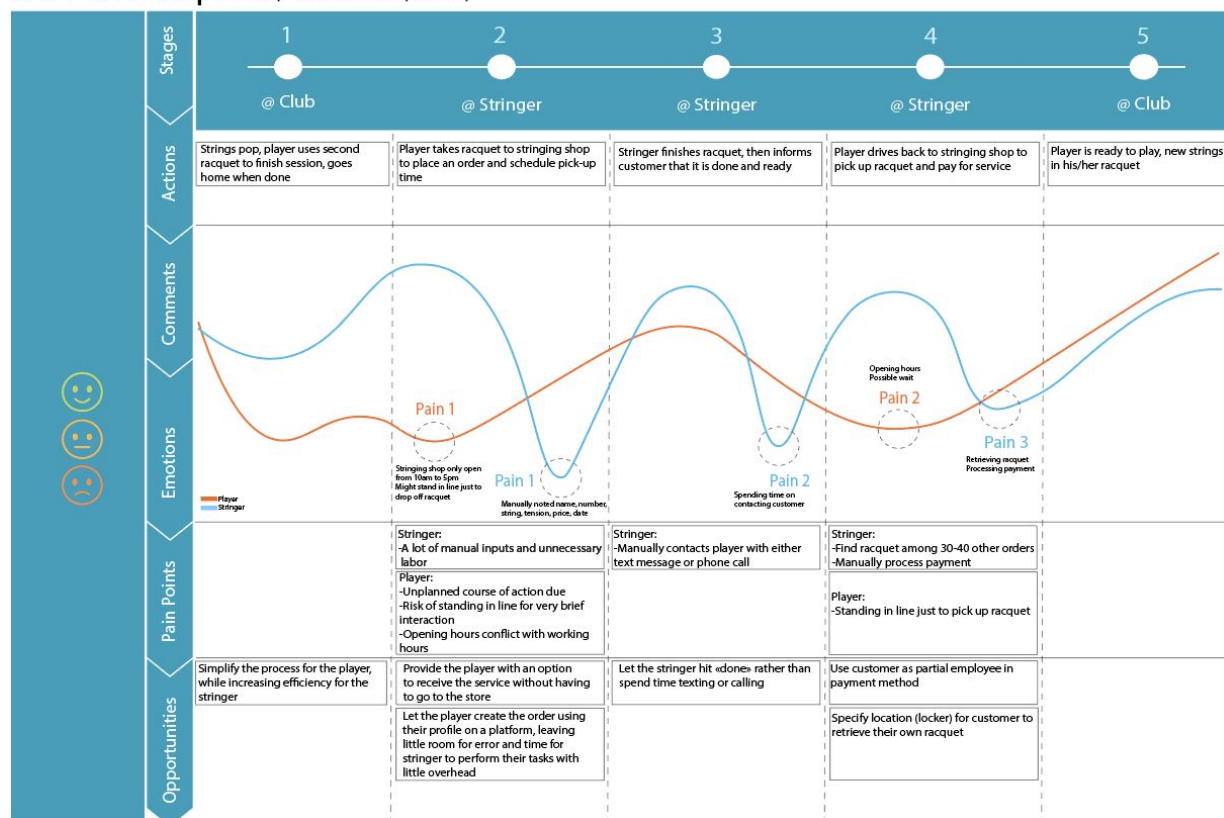 Stages
1
2
3
4
5
@ Club
@ Stringer
@ Stringer
@ Stringer
@ Club
Actions
Strings pop, player uses second
racquet to finish session, goes
home when done
Player takes racquet to stringing shop
to place an order and schedule pick-up
time
Stringer finishes racquet, then informs
customer that it is done and ready
Player drives back to stringing shop to
pick up racquet and pay for service
Player is ready to play, new strings
in his/her racquet
Comments
Emotions
Pain 1
Stringing shop only open
from 10am to 5pm
Might stand in line just to
drop off racquet
Pain 1
Manually noted name, number,
string, tension, price, date
Pain 2
Spending time on
contacting customer
Opening hours
Possible wait
Pain 2
Pain 3
Retrieving racquet
Processing payment
Player
Stringer
Pain Points
Stringer:
-A lot of manual inputs and unnecessary
labor
Player:
-Unplanned course of action due
-Risk of standing in line for very brief
interaction
-Opening hours conflict with working
hours
Stringer:
-Manually contacts player with either
text message or phone call
Stringer:
-Find racquet among 30-40 other orders
-Manually process payment
Player:
-Standing in line just to pick up racquet
Opportunities
Simplify the process for the player,
while increasing efficiency for the
stringer
Provide the player with an option
to receive the service without having
to go to the store
Let the player create the order using
their profile on a platform, leaving
little room for error and time for
stringer to perform their tasks with
little overhead
Let the stringer hit «done» rather than
spend time texting or calling
Use customer as partial employee in
payment method
Specify location (locker) for customer to
retrieve their own racquet